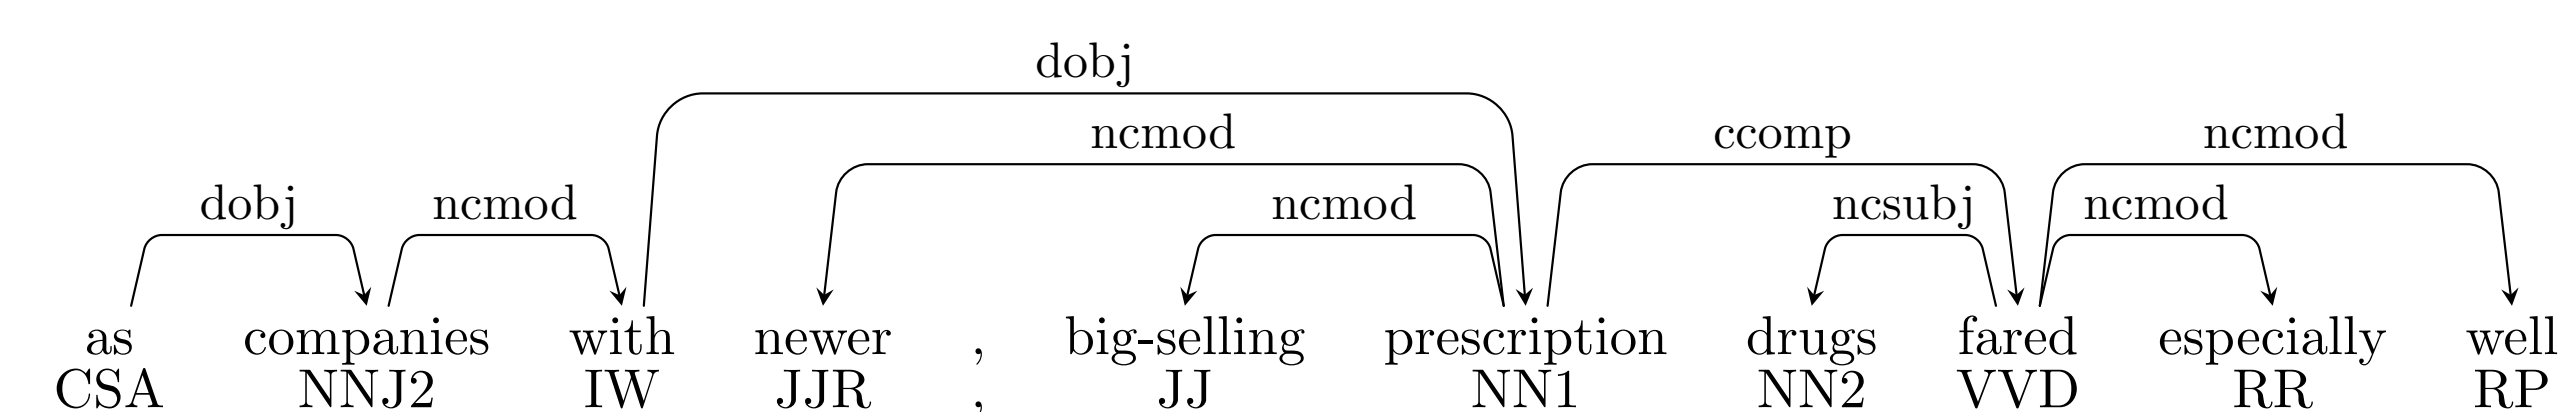 dobj
ncmod ccomp ncmod
dobj ncmod ncmod ncsubj ncmod
as companies with newer , big-selling prescription drugs fared especially well
CSA NNJ2 IW JJR , JJ NN1 NN2 VVD RR RP